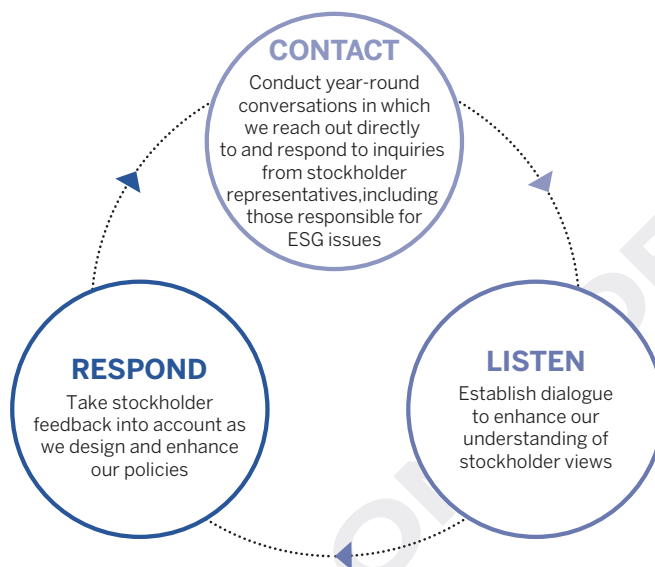 CONTACT
Conduct year-round
conversations in which
we reach out directly
to and respond to inquiries
from stockholder
representatives,including
those responsible for
ESG issues
LISTEN
Establish dialogue
to enhance our
understanding of
stockholder views
RESPOND
Take stockholder
feedback into account as
we design and enhance
our policies